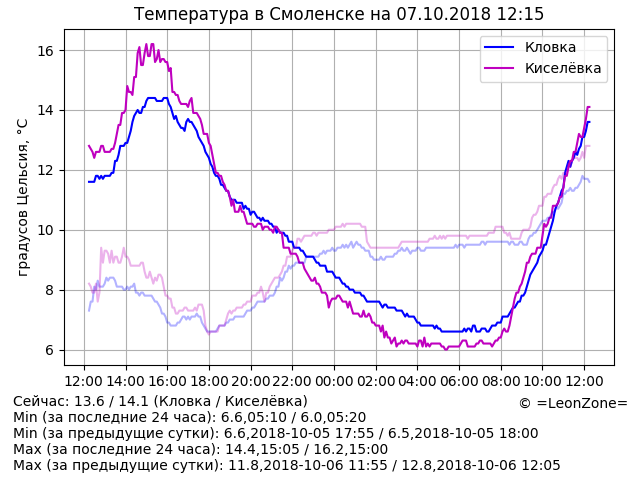 Температура в Смоленске на 07.10.2018 12:15
Кловка
Киселёвка
градусов Цельсия, °C
16
14
12
10
8
6
12:00 14:00 16:00 18:00 20:00 22:00 00:00 02:00 04:00 06:00 08:00 10:00 12:00
Сейчас: 13.6 / 14.1 (Кловка / Киселёвка)
© =LeonZone=
Min (за последние 24 часа): 6.6,05:10 / 6.0,05:20
Min (за предыдущие сутки): 6.6,2018-10-05 17:55 / 6.5,2018-10-05 18:00
Max (за последние 24 часа): 14.4,15:05 / 16.2,15:00
Max (за предыдущие сутки): 11.8,2018-10-06 11:55 / 12.8,2018-10-06 12:05